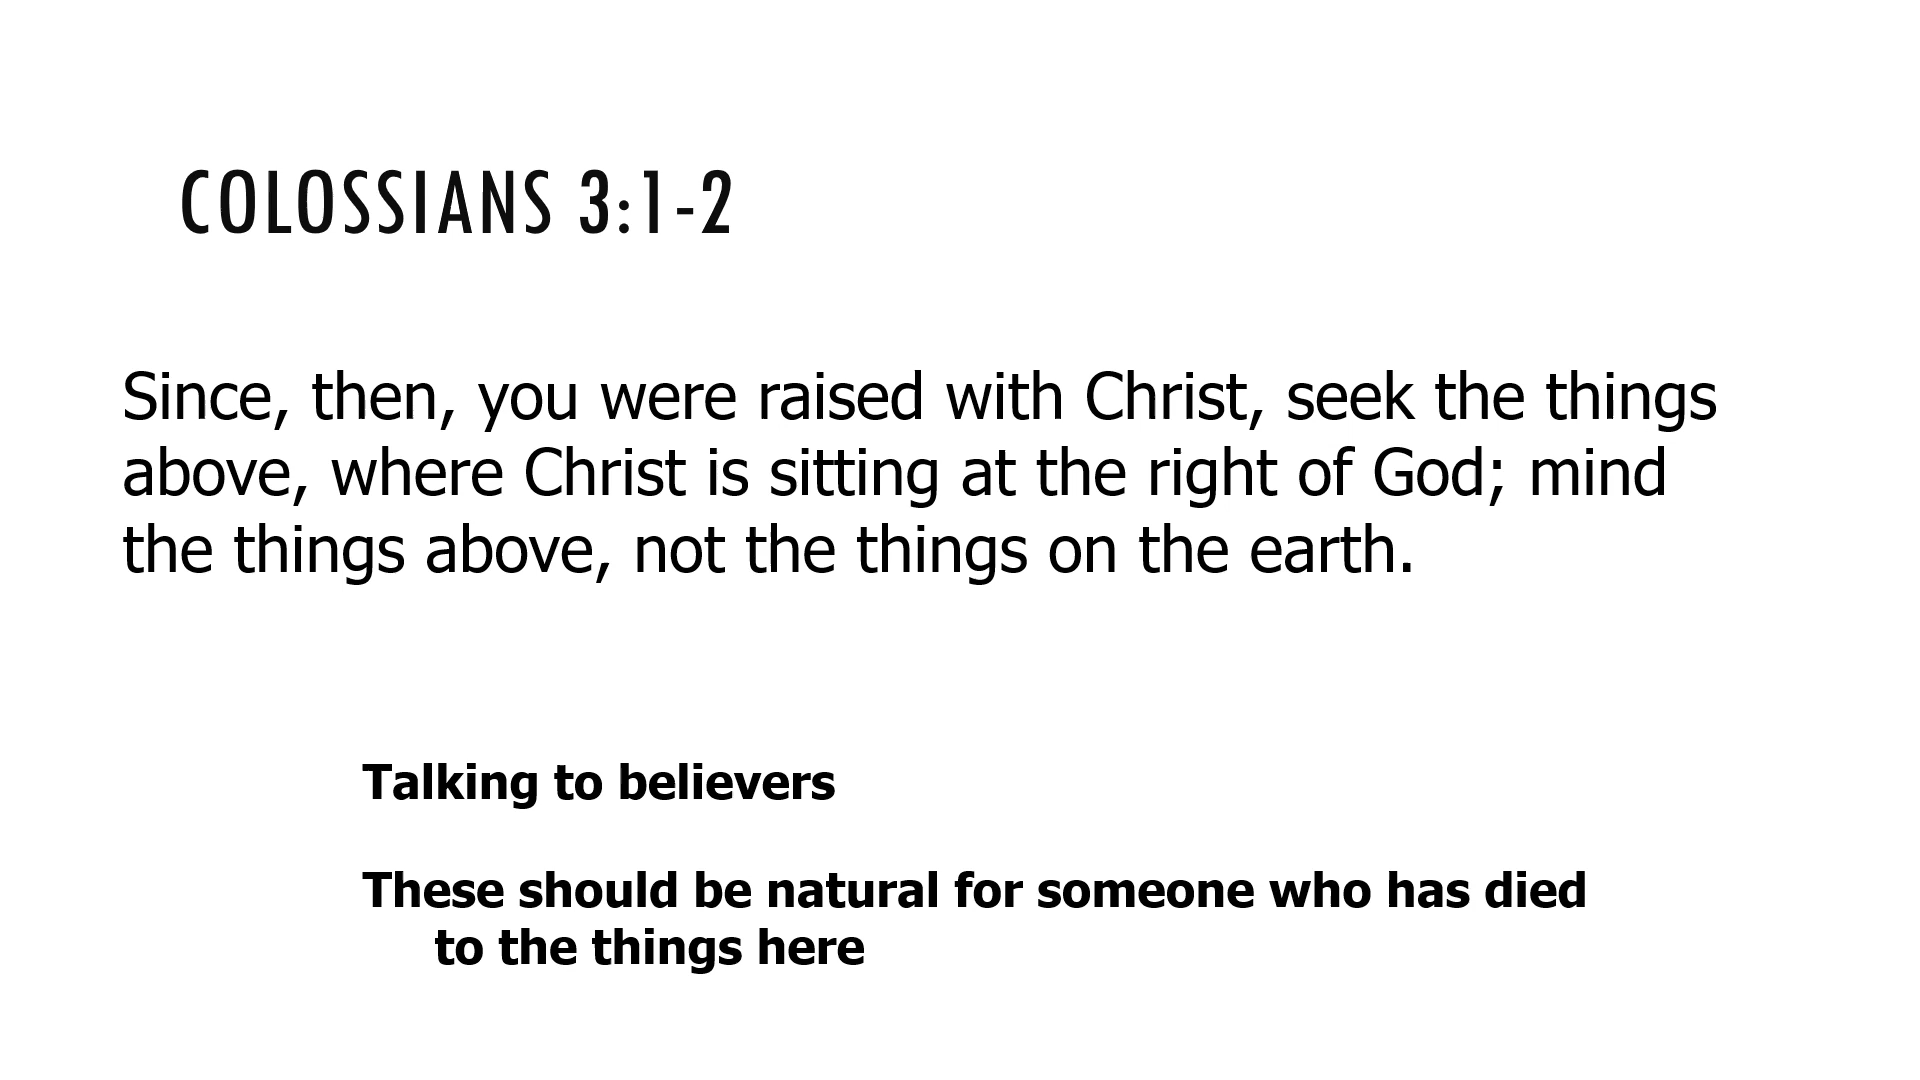 COLOSSIANS 3:1-2
Since, then, you were raised with Christ, seek the things
above, where Christ is sitting at the right of God; mind
the things above, not the things on the earth.
Talking to believers
These should be natural for someone who has died
to the things here